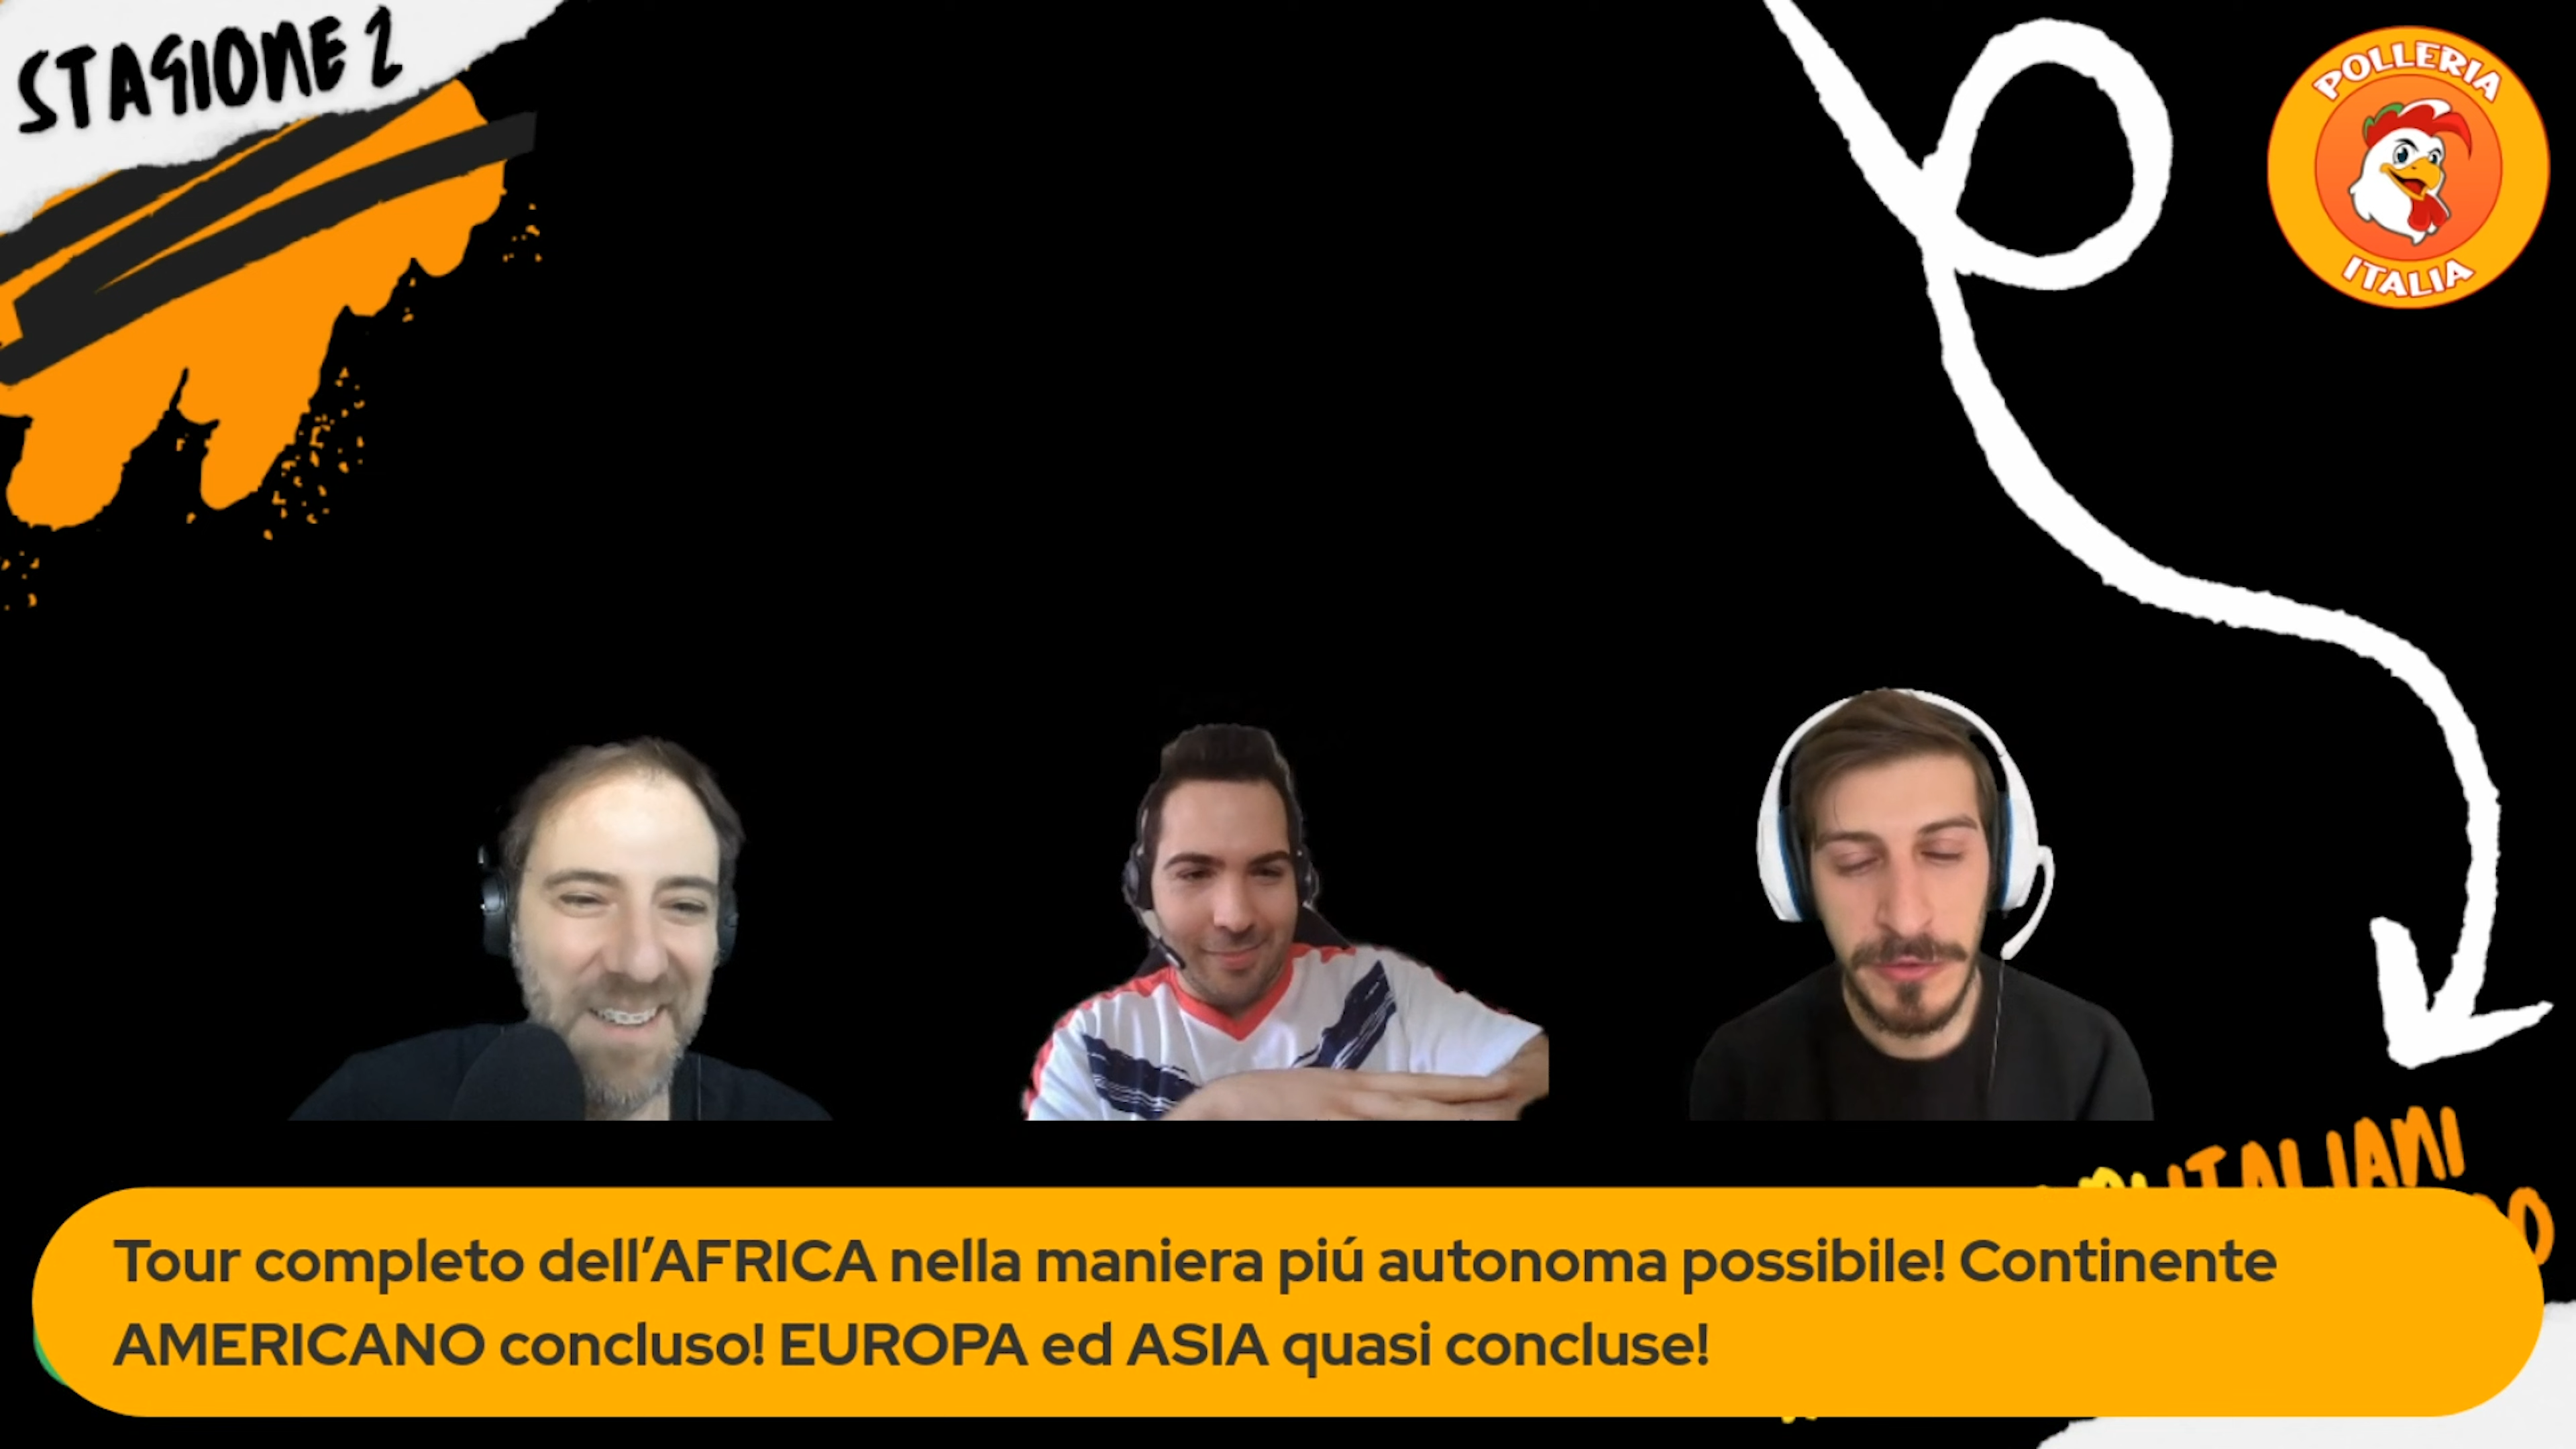 STAGIONE 2
POLLERIA
ITALIA
ITALIANI
Tour completo dell’AFRICA nella maniera piú autonoma possibile! Continente
AMERICANO concluso! EUROPA ed ASIA quasi concluse!